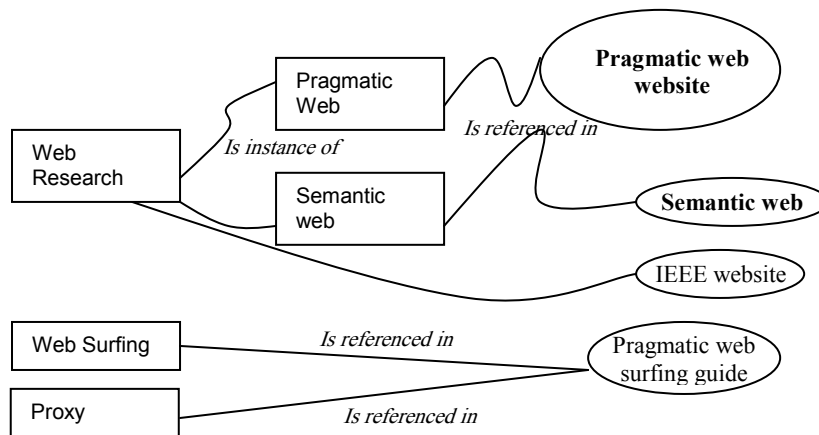 Pragmatic web
website
Pragmatic
Web
Is referenced in
Is instance of
Web
Research
Semantic
web
Semantic web
IEEE website
Is referenced in
Web Surfing
Pragmatic web
surfing guide
Proxy
Is referenced in